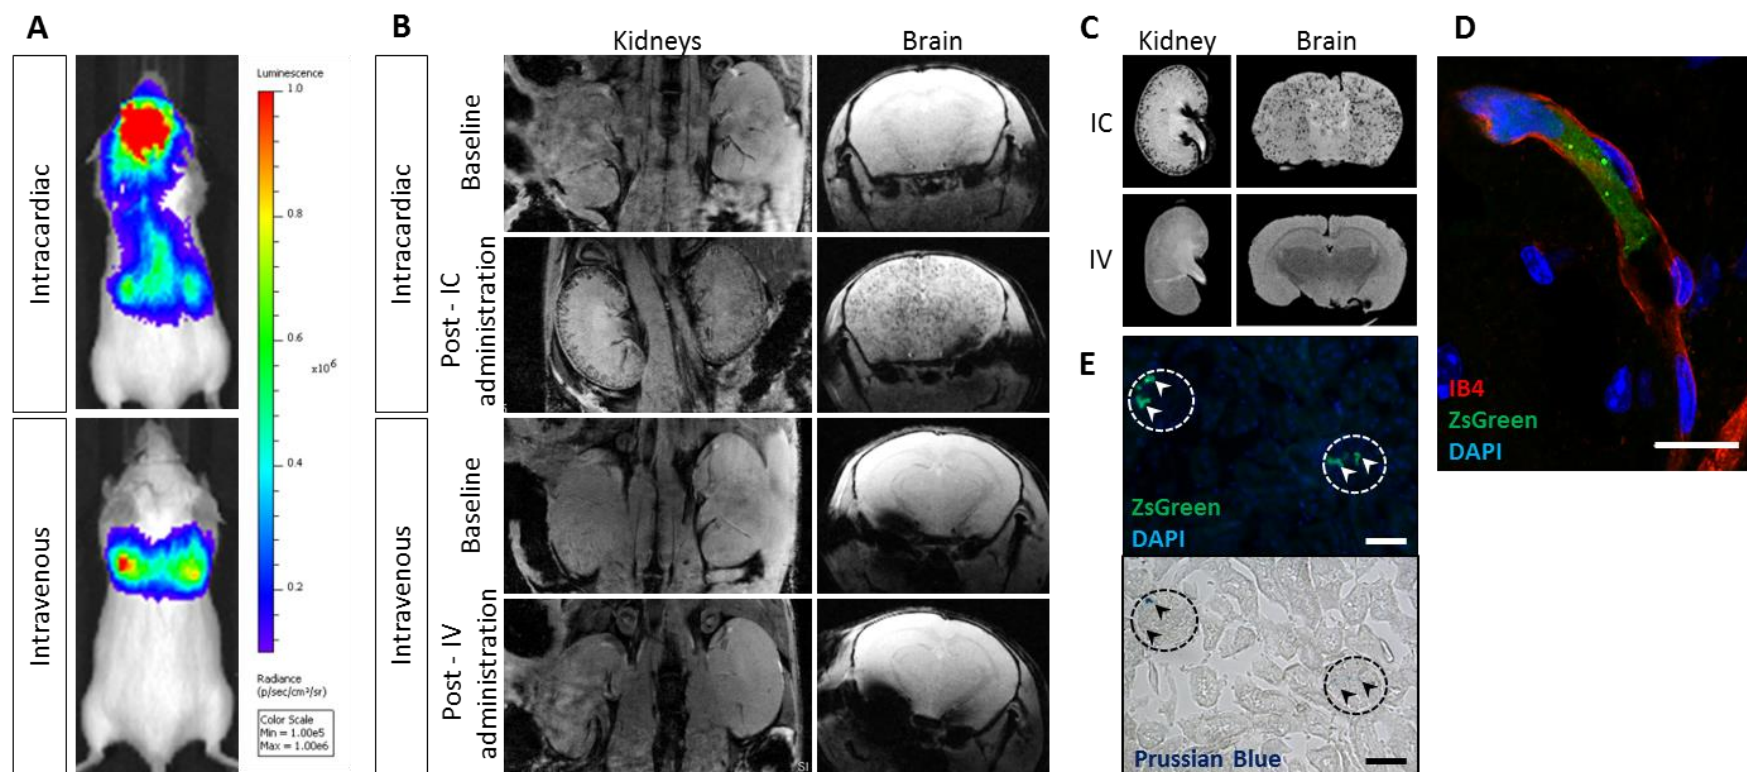 A
B
C
D
Kidneys
Brain
Kidney
Brain
Intracardiac
Luminescence
1.0
0.8
x10⁶
0.6
0.4
0.2
Radiance
(p/sec/cm²/sr)
Color Scale
Min = 1.00e5
Max = 1.00e6
Intravenous
Intracardiac
Baseline
Post - IC
administration
Intravenous
Baseline
Post - IV
administration
SI
IC
IV
IB4
ZsGreen
DAPI
E
ZsGreen
DAPI
Prussian Blue